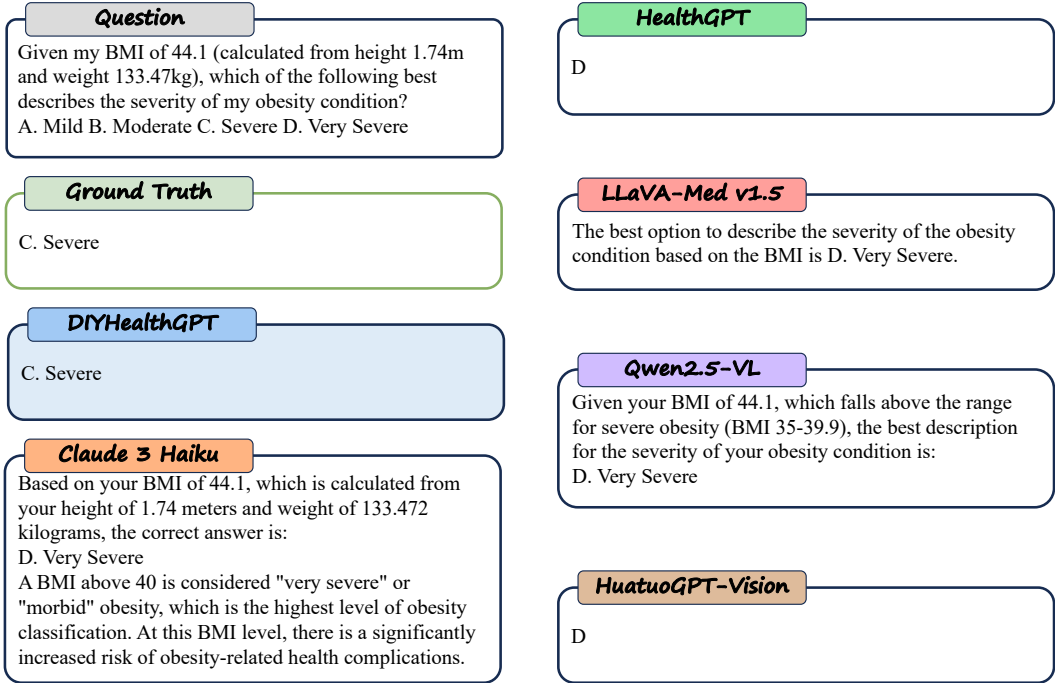 Question
Given my BMI of 44.1 (calculated from height 1.74m
and weight 133.47kg), which of the following best
describes the severity of my obesity condition?
A. Mild B. Moderate C. Severe D. Very Severe
Ground Truth
C. Severe
DIYHealthGPT
C. Severe
Claude 3 Haiku
Based on your BMI of 44.1, which is calculated from
your height of 1.74 meters and weight of 133.472
kilograms, the correct answer is:
D. Very Severe
A BMI above 40 is considered "very severe" or
"morbid" obesity, which is the highest level of obesity
classification. At this BMI level, there is a significantly
increased risk of obesity-related health complications.
HealthGPT
D
LLaVA-Med v1.5
The best option to describe the severity of the obesity
condition based on the BMI is D. Very Severe.
Qwen2.5-VL
Given your BMI of 44.1, which falls above the range
for severe obesity (BMI 35-39.9), the best description
for the severity of your obesity condition is:
D. Very Severe
HuatuoGPT-Vision
D